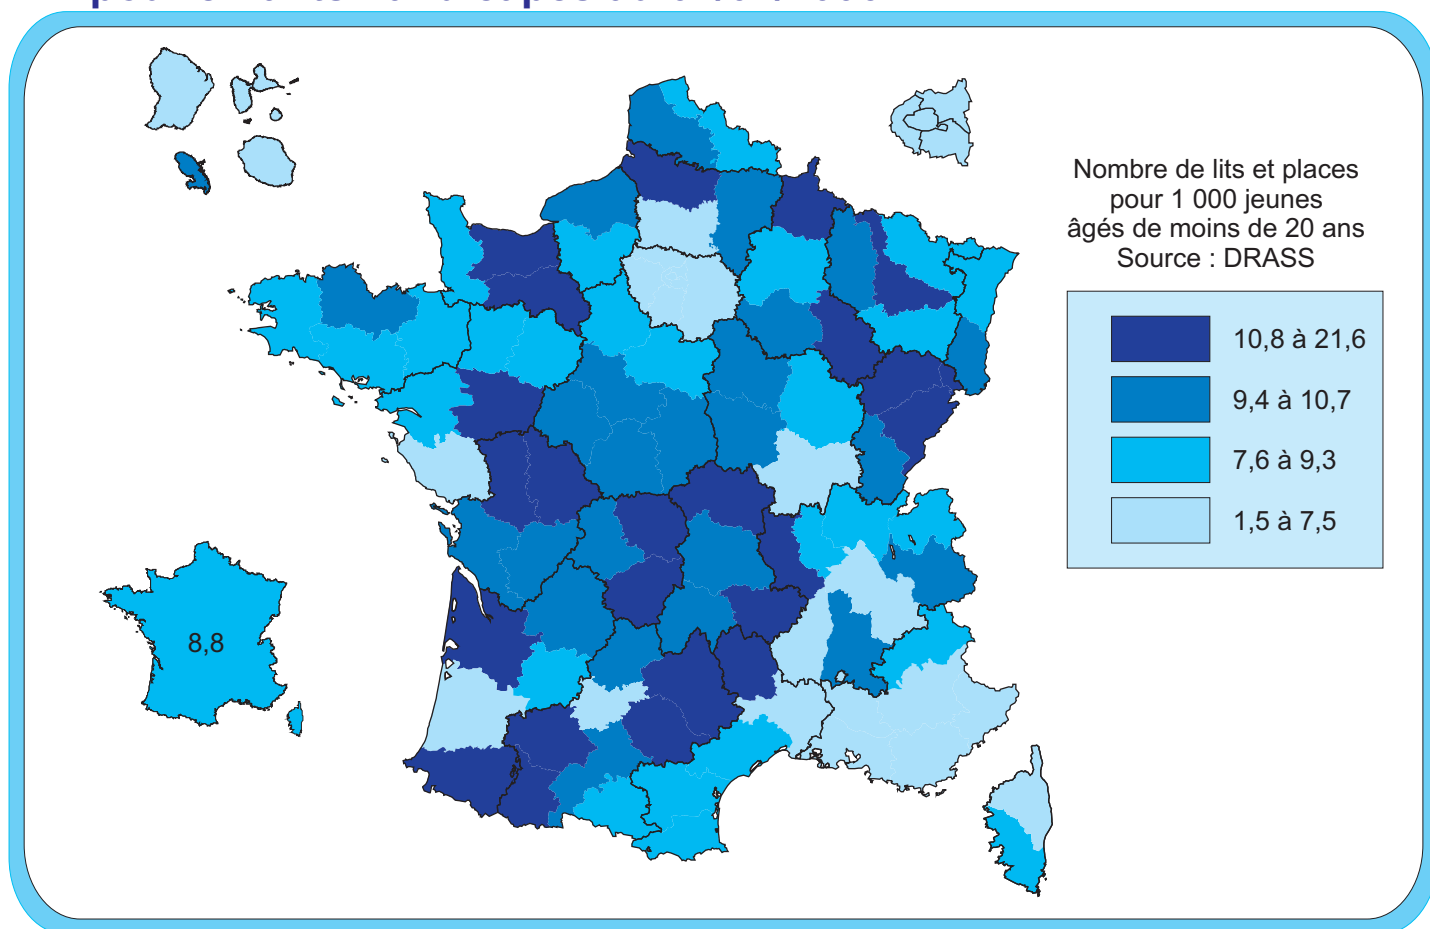 Nombre de lits et places
pour 1 000 jeunes
âgés de moins de 20 ans
Source : DRASS
10,8 à 21,6
9,4 à 10,7
7,6 à 9,3
1,5 à 7,5
8,8